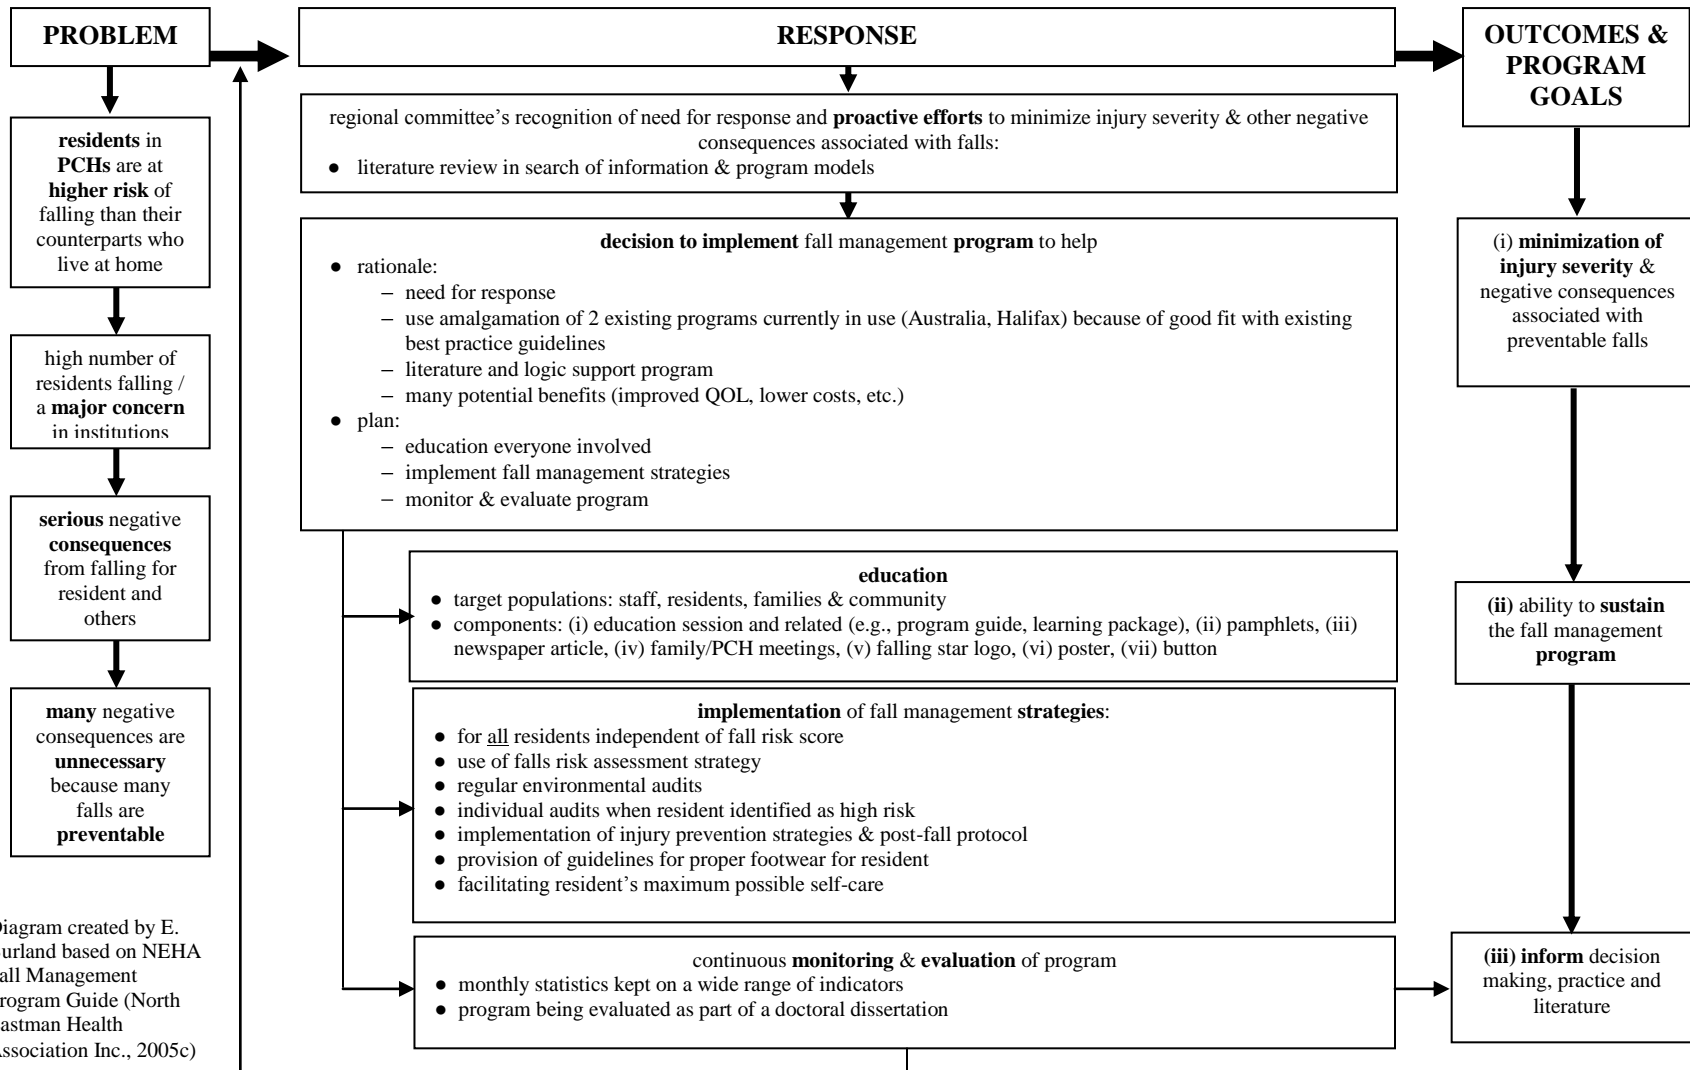 PROBLEM
residents in
PCHs are at
higher risk of
falling than their
counterparts who
live at home
high number of
residents falling /
a major concern
in institutions
serious negative
consequences
from falling for
resident and
others
many negative
consequences are
unnecessary
because many
falls are
preventable
created by E.
based on NEHA
Management
Guide (North
Health
Inc., 2005c)
RESPONSE
regional committee's recognition of need for response and proactive efforts to minimize injury severity & other negative
consequences associated with falls:
● literature review in search of information & program models
decision to implement fall management program to help
● rationale:
– need for response
– use amalgamation of 2 existing programs currently in use (Australia, Halifax) because of good fit with existing
best practice guidelines
– literature and logic support program
– many potential benefits (improved QOL, lower costs, etc.)
● plan:
– education everyone involved
– implement fall management strategies
– monitor & evaluate program
education
● target populations: staff, residents, families & community
● components: (i) education session and related (e.g., program guide, learning package), (ii) pamphlets, (iii)
newspaper article, (iv) family/PCH meetings, (v) falling star logo, (vi) poster, (vii) button
implementation of fall management strategies:
● for all residents independent of fall risk score
● use of falls risk assessment strategy
● regular environmental audits
● individual audits when resident identified as high risk
● implementation of injury prevention strategies & post-fall protocol
● provision of guidelines for proper footwear for resident
● facilitating resident's maximum possible self-care
continuous monitoring & evaluation of program
● monthly statistics kept on a wide range of indicators
● program being evaluated as part of a doctoral dissertation
OUTCOMES &
PROGRAM
GOALS
(i) minimization of
injury severity &
negative consequences
associated with
preventable falls
(ii) ability to sustain
the fall management
program
(iii) inform decision
making, practice and
literature